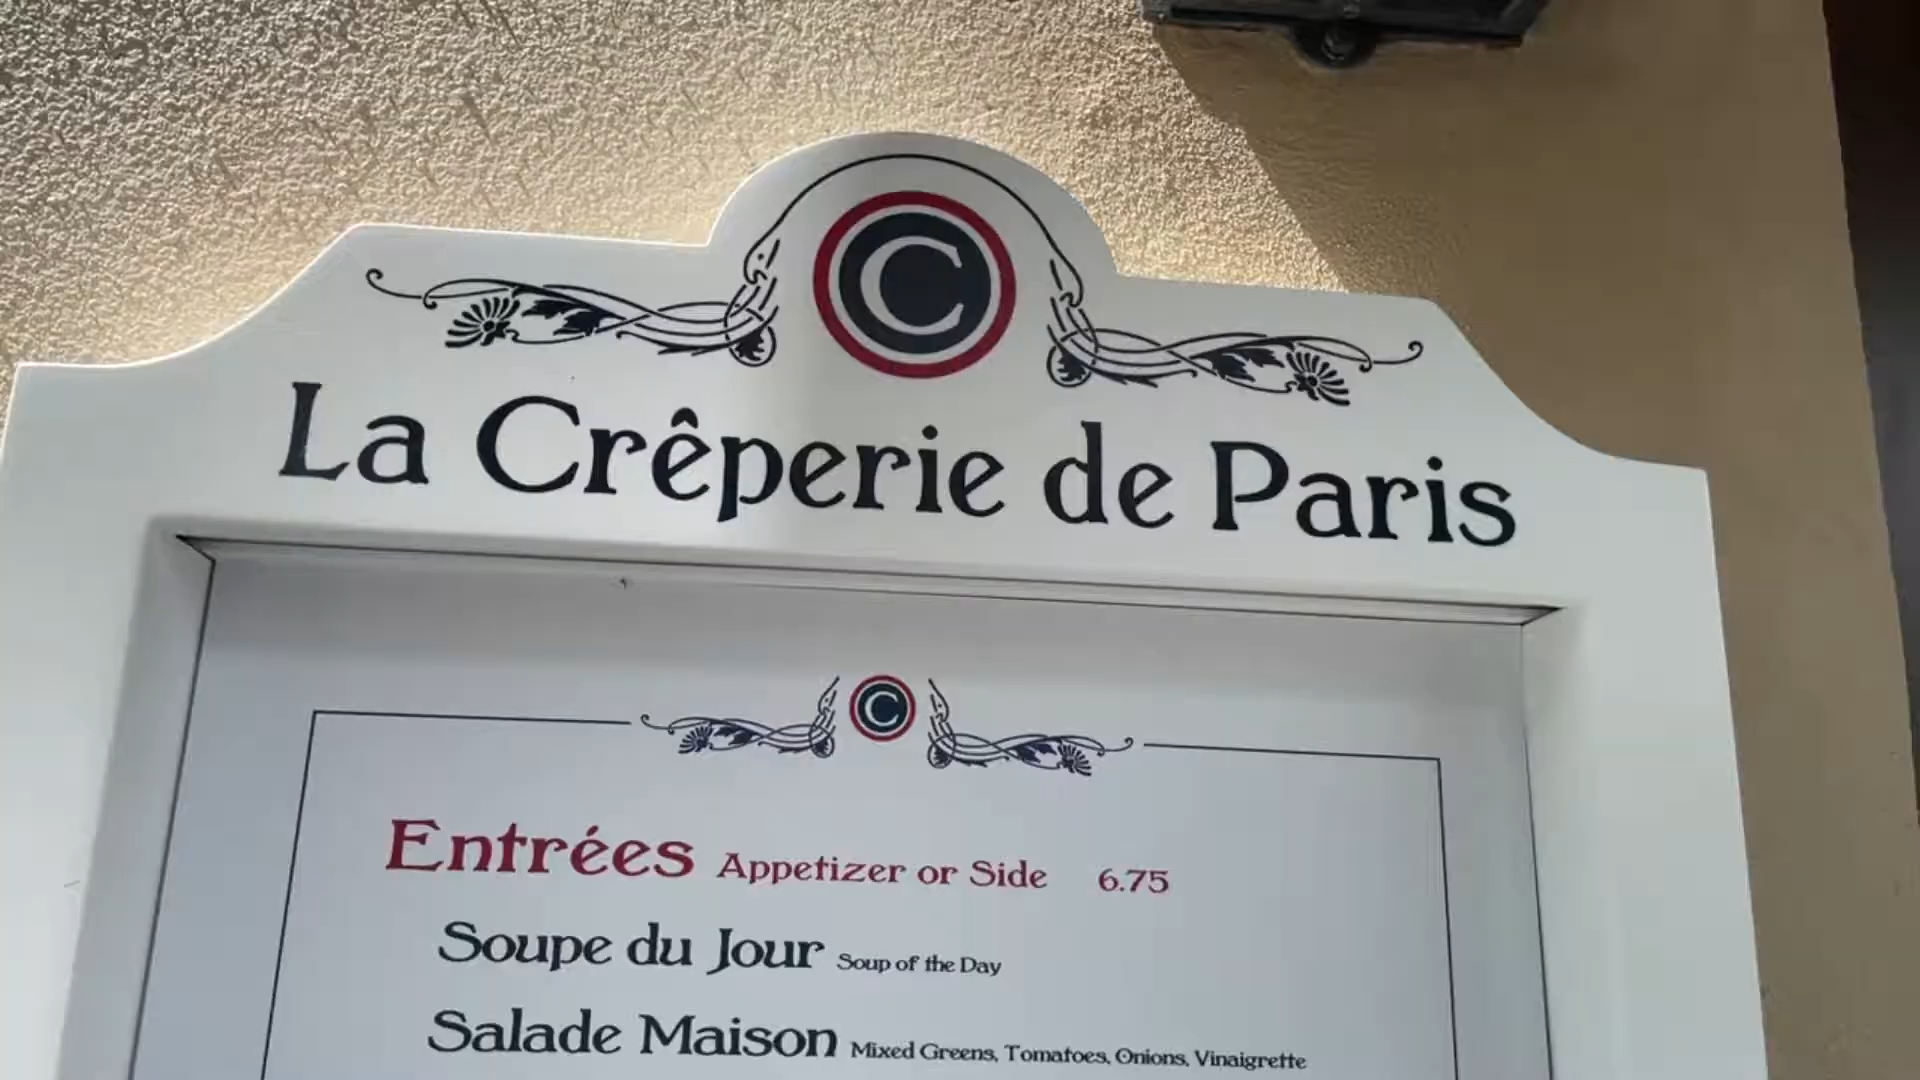 C
La Crêperie de Paris
C
Entrées Appetizer or Side 6.75
Soupe du Jour Soup of the Day
Salade Maison Mixed Greens, Tomatoes, Onions, Vinaigrette